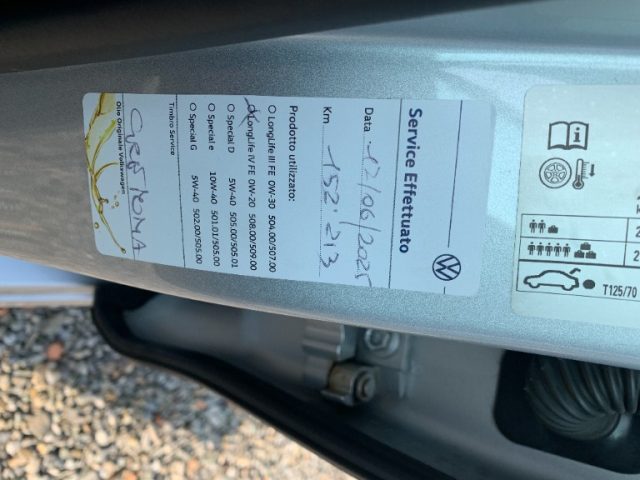 Service Effettuato
Data 12/06/2025
Km 152'213
Prodotto utilizzato:
LongLife III FE 0W-30 504.00/507.00
LongLife IV FE 0W-20 508.00/509.00
Special D 5W-40 505.00/505.01
Special e 10W-40 501.01/505.00
Special G 5W-40 502.00/505.00
Timbro Service
CREMONA
Olio Originale Volkswagen
T125/70